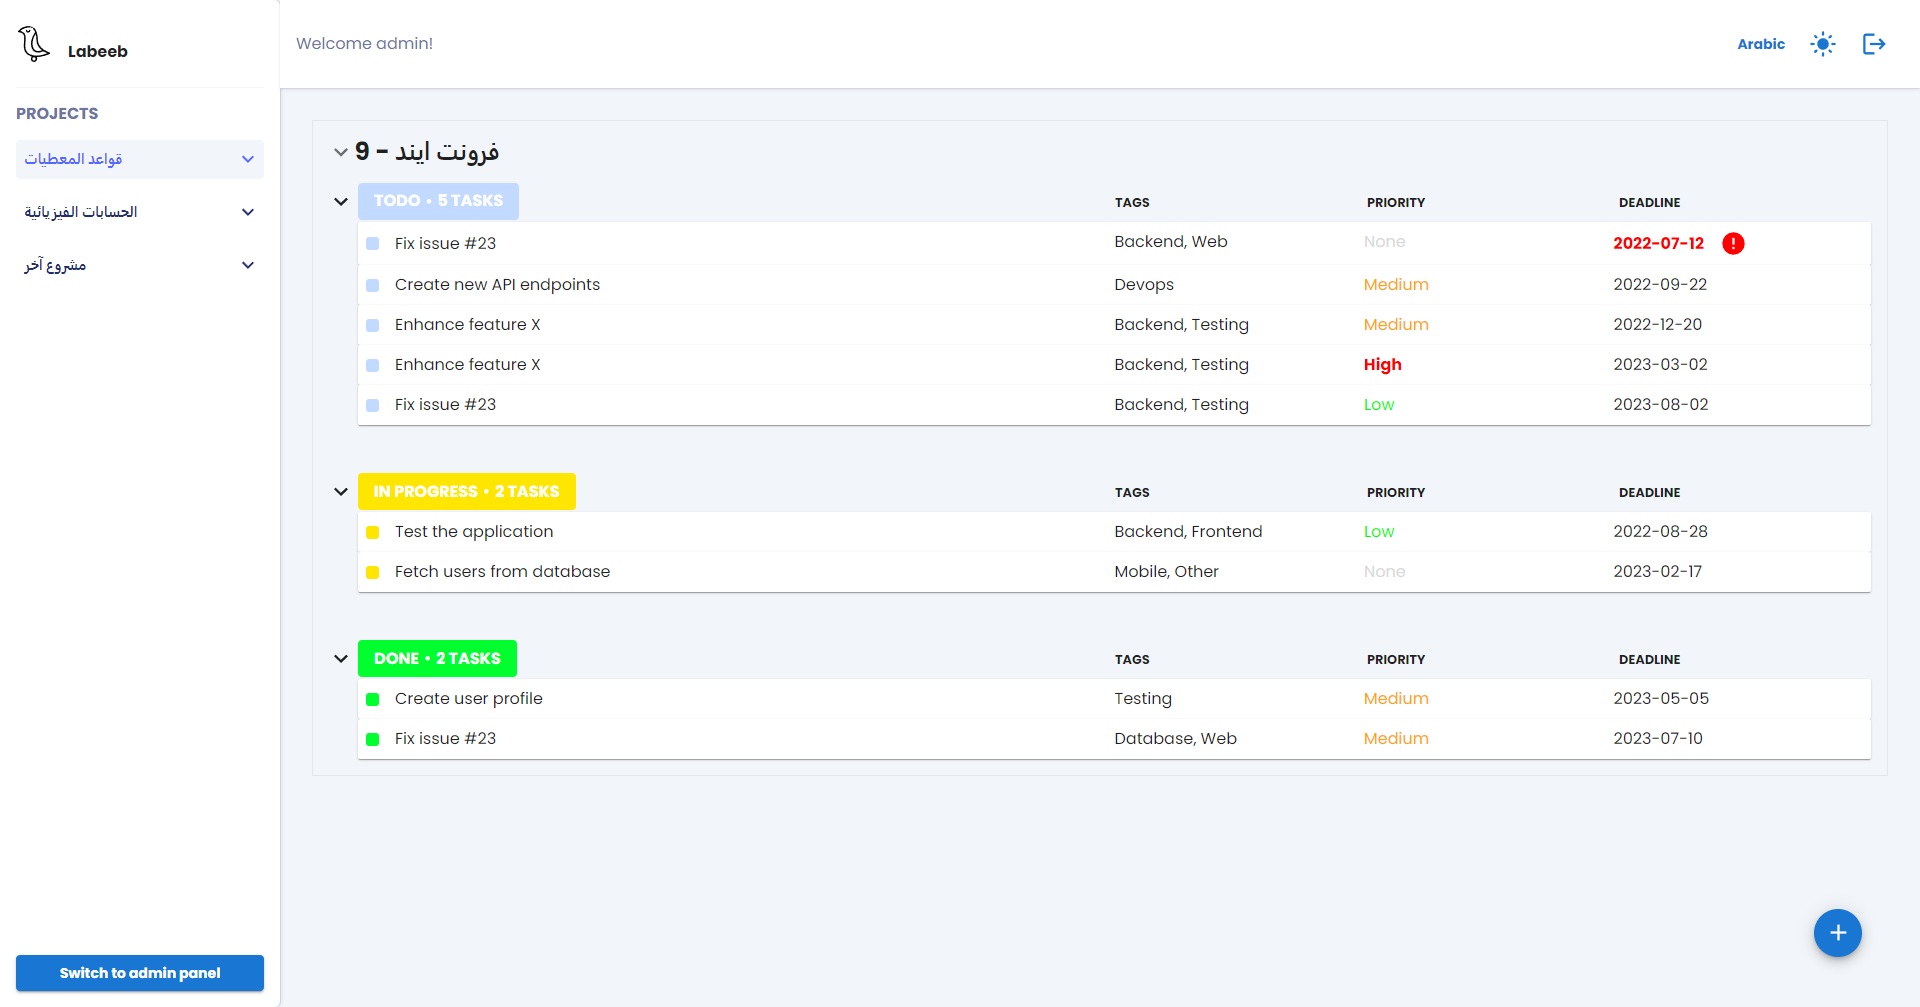 Labeeb
PROJECTS
قواعد المعطيات
الحسابات الفيزيائية
مشروع آخر
Switch to admin panel
Welcome admin!
Arabic
فرونت ايند - 9
TODO • 5 TASKS TAGS PRIORITY DEADLINE
Fix issue #23 Backend, Web None 2022-07-12
Create new API endpoints Devops Medium 2022-09-22
Enhance feature X Backend, Testing Medium 2022-12-20
Enhance feature X Backend, Testing High 2023-03-02
Fix issue #23 Backend, Testing Low 2023-08-02
IN PROGRESS • 2 TASKS TAGS PRIORITY DEADLINE
Test the application Backend, Frontend Low 2022-08-28
Fetch users from database Mobile, Other None 2023-02-17
DONE • 2 TASKS TAGS PRIORITY DEADLINE
Create user profile Testing Medium 2023-05-05
Fix issue #23 Database, Web Medium 2023-07-10